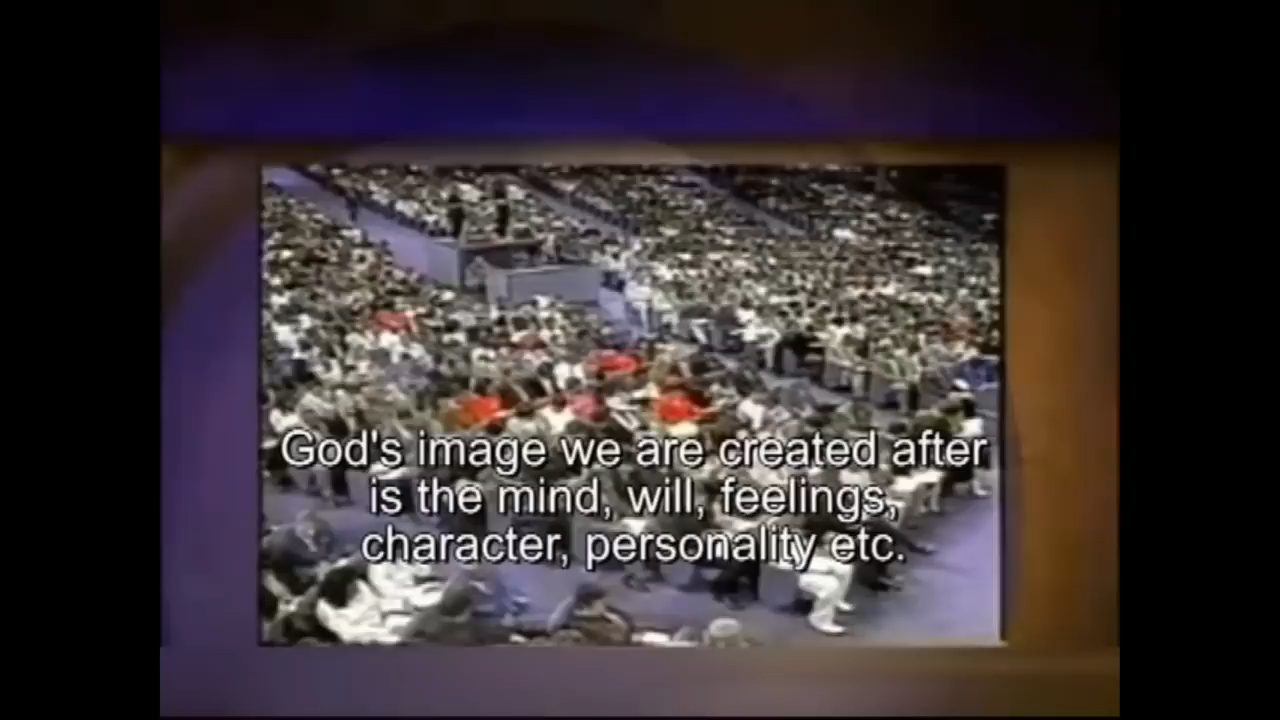 God's image we are created after
is the mind, will, feelings,
character, personality etc.